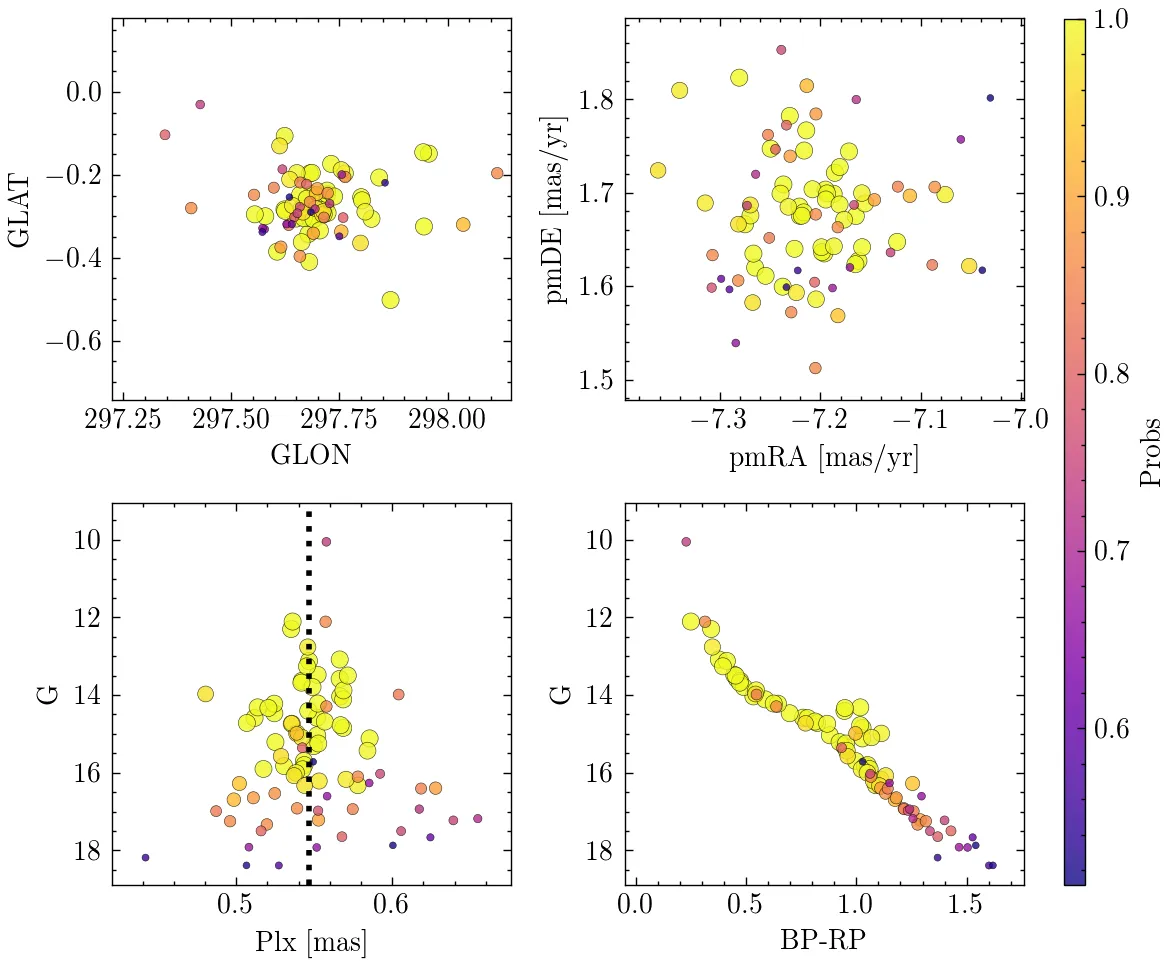 0.0
−0.2
−0.4
−0.6
GLAT
297.25 297.50 297.75 298.00
GLON
1.8
1.7
1.6
1.5
pmDE [mas/yr]
−7.3 −7.2 −7.1 −7.0
pmRA [mas/yr]
10
12
14
16
18
G
0.5 0.6
Plx [mas]
10
12
14
16
18
G
0.0 0.5 1.0 1.5
BP-RP
1.0
0.9
0.8
0.7
0.6
Probs